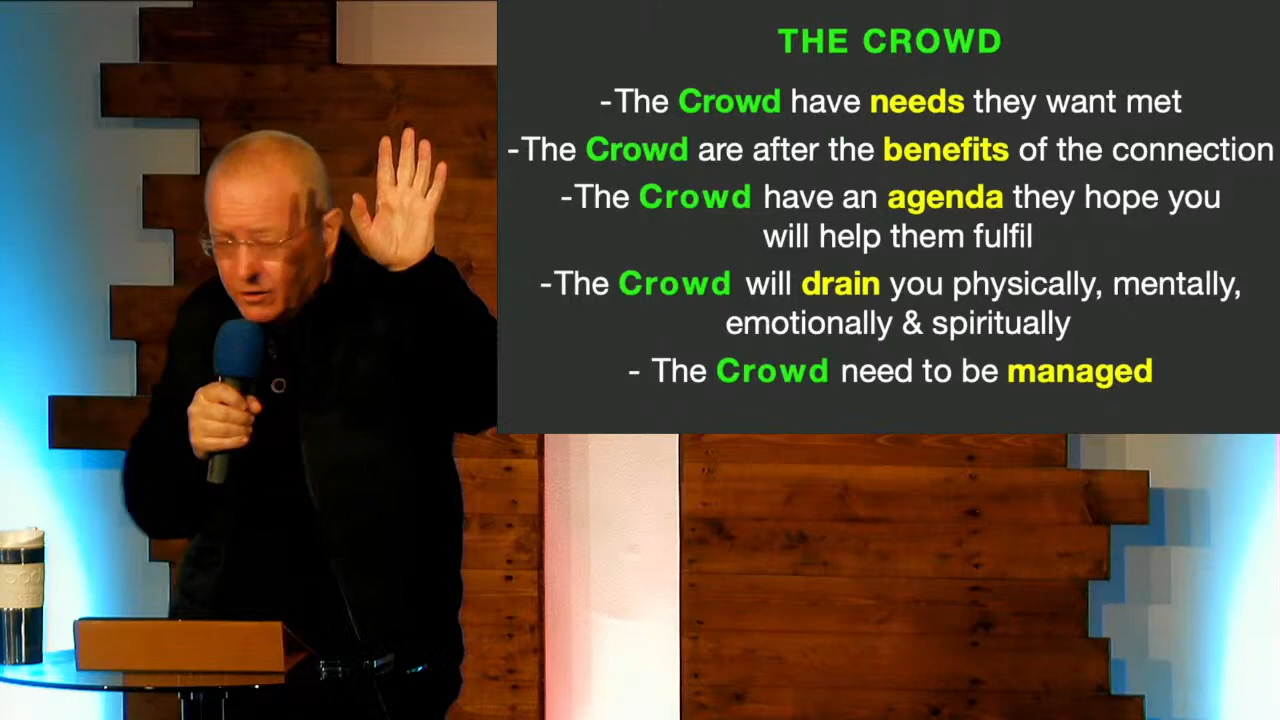 THE CROWD
-The Crowd have needs they want met
-The Crowd are after the benefits of the connection
-The Crowd have an agenda they hope you
will help them fulfil
-The Crowd will drain you physically, mentally,
emotionally & spiritually
- The Crowd need to be managed